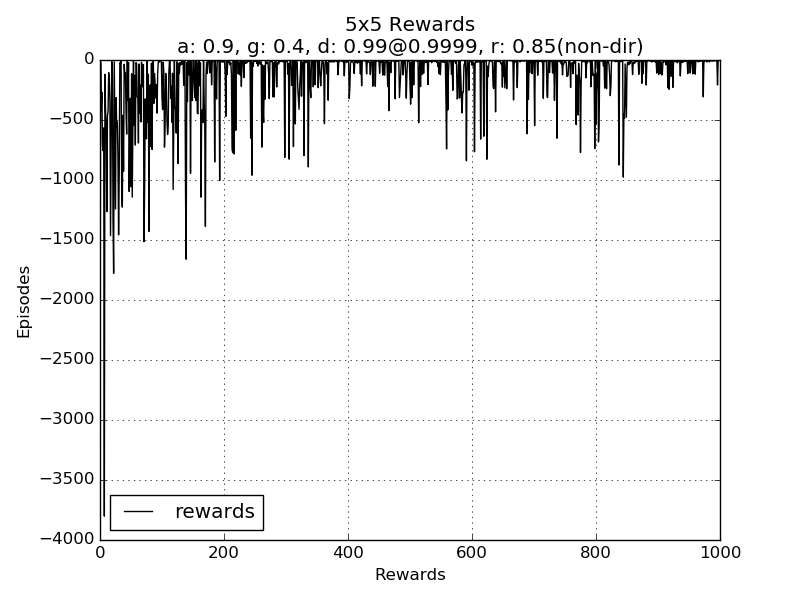 5x5 Rewards
a: 0.9, g: 0.4, d: 0.99@0.9999, r: 0.85(non-dir)
0
−500
−1000
−1500
−2000
−2500
−3000
−3500
−4000
Episodes
rewards
0 200 400 600 800 1000
Rewards